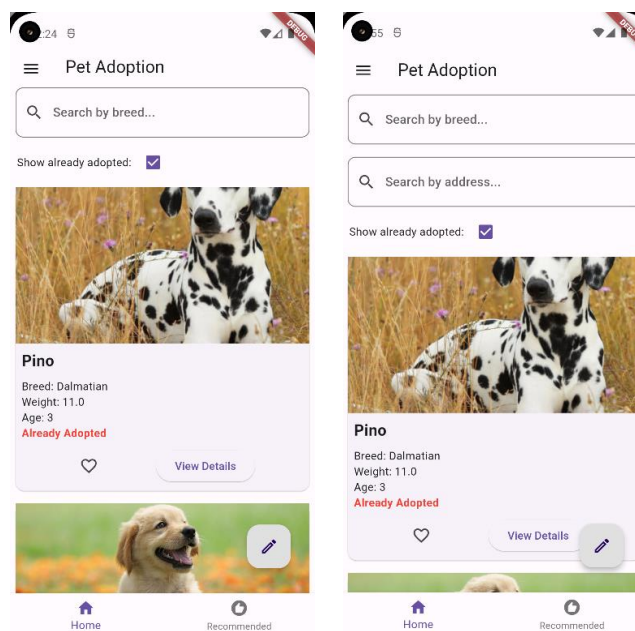 :24
DEBUG
Pet Adoption
Search by breed...
Show already adopted:
Pino
Breed: Dalmatian
Weight: 11.0
Age: 3
Already Adopted
View Details
Home
Recommended
55
Pet Adoption
Search by breed...
Search by address...
Show already adopted:
Pino
Breed: Dalmatian
Weight: 11.0
Age: 3
Already Adopted
View Details
Home
Recommended